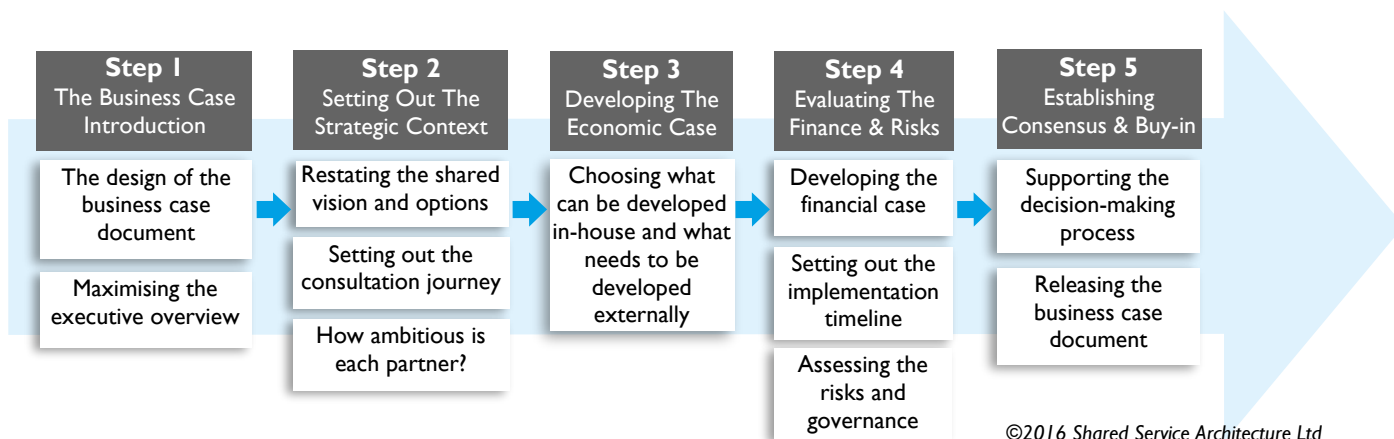 Step 1
The Business Case
Introduction
The design of the
business case
document
Maximising the
executive overview
Step 2
Setting Out The
Strategic Context
Restating the shared
vision and options
Setting out the
consultation journey
How ambitious is
each partner?
Step 3
Developing The
Economic Case
Choosing what
can be developed
in-house and what
needs to be
developed
externally
Step 4
Evaluating The
Finance & Risks
Developing the
financial case
Setting out the
implementation
timeline
Assessing the
risks and
governance
Step 5
Establishing
Consensus & Buy-in
Supporting the
decision-making
process
Releasing the
business case
document
©2016 Shared Service Architecture Ltd